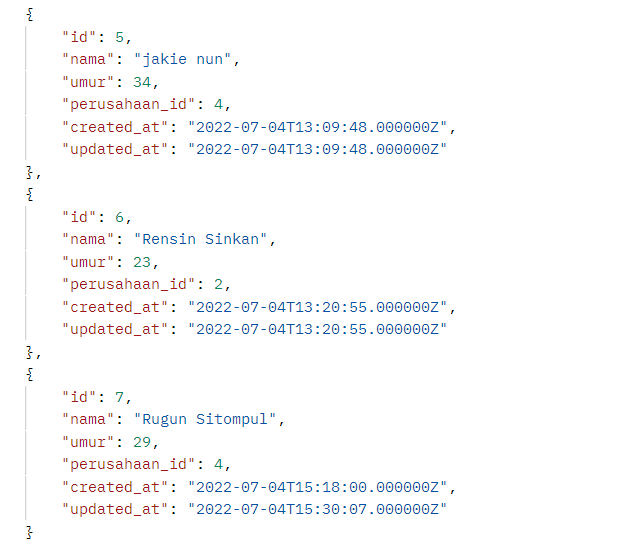 {
"id": 5,
"nama": "jakie nun",
"umur": 34,
"perusahaan_id": 4,
"created_at": "2022-07-04T13:09:48.000000Z",
"updated_at": "2022-07-04T13:09:48.000000Z"
},
{
"id": 6,
"nama": "Rensin Sinkan",
"umur": 23,
"perusahaan_id": 2,
"created_at": "2022-07-04T13:20:55.000000Z",
"updated_at": "2022-07-04T13:20:55.000000Z"
},
{
"id": 7,
"nama": "Rugun Sitompul",
"umur": 29,
"perusahaan_id": 4,
"created_at": "2022-07-04T15:18:00.000000Z",
"updated_at": "2022-07-04T15:30:07.000000Z"
}